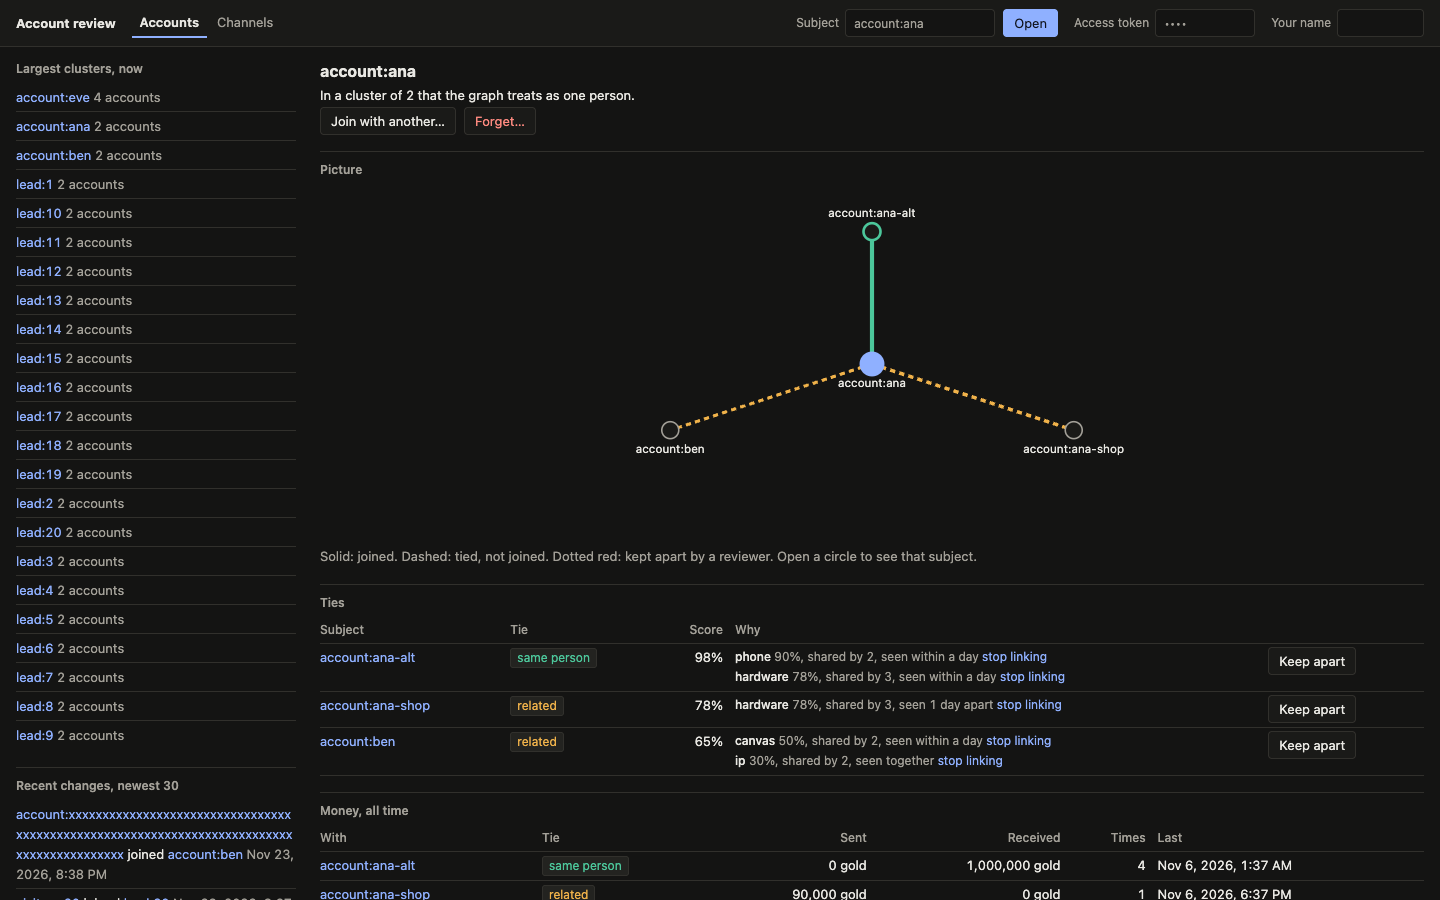 Account review Accounts Channels Subject account:ana Open Access token •••• Your name
Largest clusters, now
account:eve 4 accounts
account:ana 2 accounts
account:ben 2 accounts
lead:1 2 accounts
lead:10 2 accounts
lead:11 2 accounts
lead:12 2 accounts
lead:13 2 accounts
lead:14 2 accounts
lead:15 2 accounts
lead:16 2 accounts
lead:17 2 accounts
lead:18 2 accounts
lead:19 2 accounts
lead:2 2 accounts
lead:20 2 accounts
lead:3 2 accounts
lead:4 2 accounts
lead:5 2 accounts
lead:6 2 accounts
lead:7 2 accounts
lead:8 2 accounts
lead:9 2 accounts
Recent changes, newest 30
account:xxxxxxxxxxxxxxxxxxxxxxxxxxxxxxxxx
xxxxxxxxxxxxxxxxxxxxxxxxxxxxxxxxxxxxxxxxx
xxxxxxxxxxxxxxxx joined account:ben Nov 23,
2026, 8:38 PM
account:ana
In a cluster of 2 that the graph treats as one person.
Join with another... Forget...
Picture
account:ana-alt
account:ana
account:ben account:ana-shop
Solid: joined. Dashed: tied, not joined. Dotted red: kept apart by a reviewer. Open a circle to see that subject.
Ties
Subject Tie Score Why
account:ana-alt same person 98% phone 90%, shared by 2, seen within a day stop linking Keep apart
hardware 78%, shared by 3, seen within a day stop linking
account:ana-shop related 78% hardware 78%, shared by 3, seen 1 day apart stop linking Keep apart
account:ben related 65% canvas 50%, shared by 2, seen within a day stop linking Keep apart
ip 30%, shared by 2, seen together stop linking
Money, all time
With Tie Sent Received Times Last
account:ana-alt same person 0 gold 1,000,000 gold 4 Nov 6, 2026, 1:37 AM
account:ana-shop related 90,000 gold 0 gold 1 Nov 6, 2026, 6:37 PM